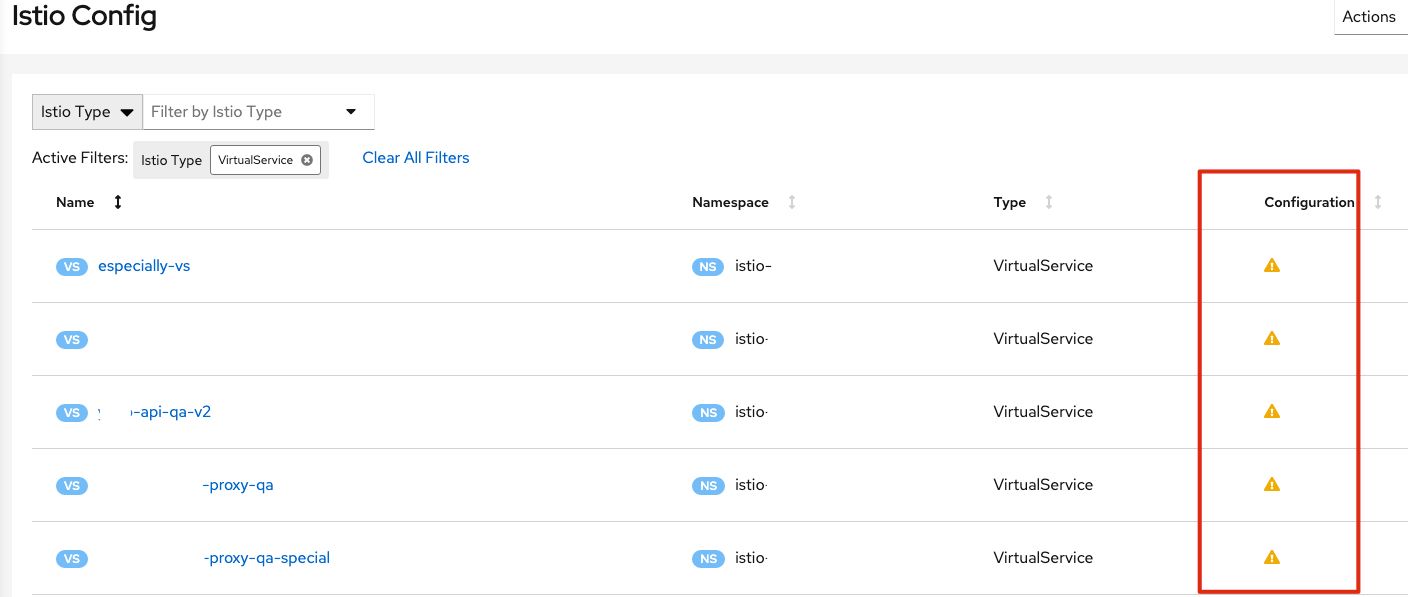 Istio Config
Actions
Istio Type Filter by Istio Type
Active Filters: Istio Type VirtualService Clear All Filters
Name Namespace Type Configuration
VS especially-vs NS istio- VirtualService
VS NS istio- VirtualService
VS -api-qa-v2 NS istio- VirtualService
VS -proxy-qa NS istio- VirtualService
VS -proxy-qa-special NS istio- VirtualService